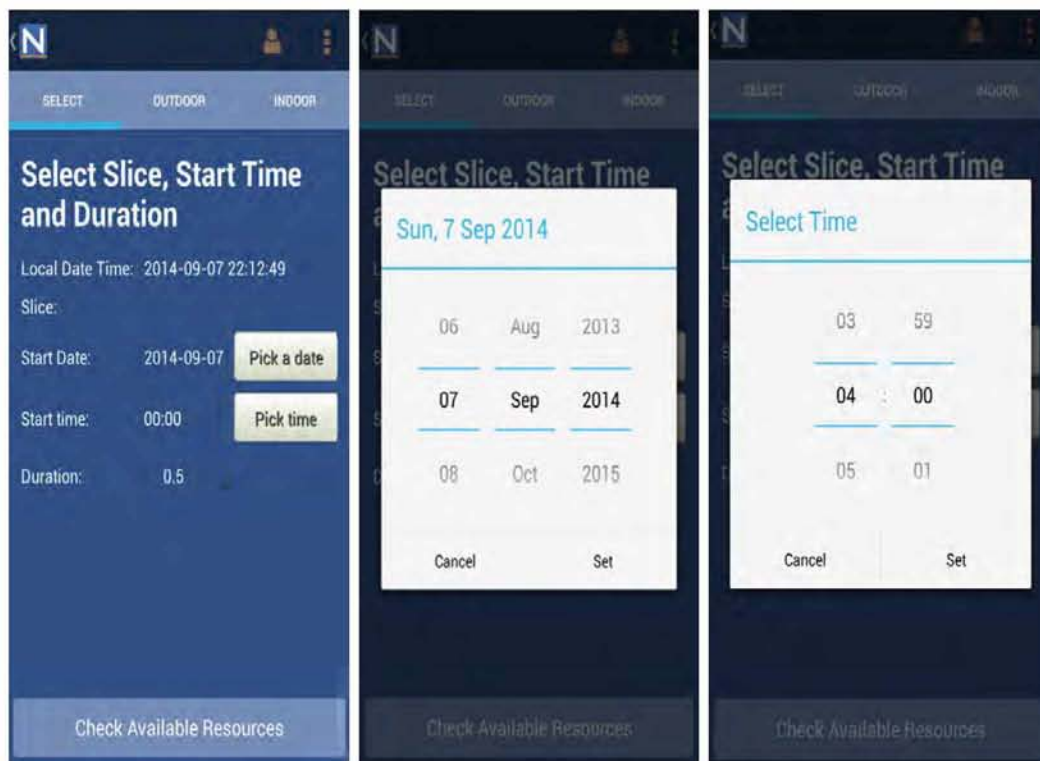 N
SELECT OUTDOOR INDOOR
Select Slice, Start Time
and Duration
Local Date Time: 2014-09-07 22:12:49
Slice:
Start Date: 2014-09-07 Pick a date
Start time: 00:00 Pick time
Duration: 0.5
Check Available Resources
N
SELECT OUTDOOR INDOOR
Select Slice, Start Time
Sun, 7 Sep 2014
06 Aug 2013
07 Sep 2014
08 Oct 2015
Cancel Set
Check Available Resources
N
SELECT OUTDOOR INDOOR
Select Slice, Start Time
Select Time
03 59
04 : 00
05 01
Cancel Set
Check Available Resources